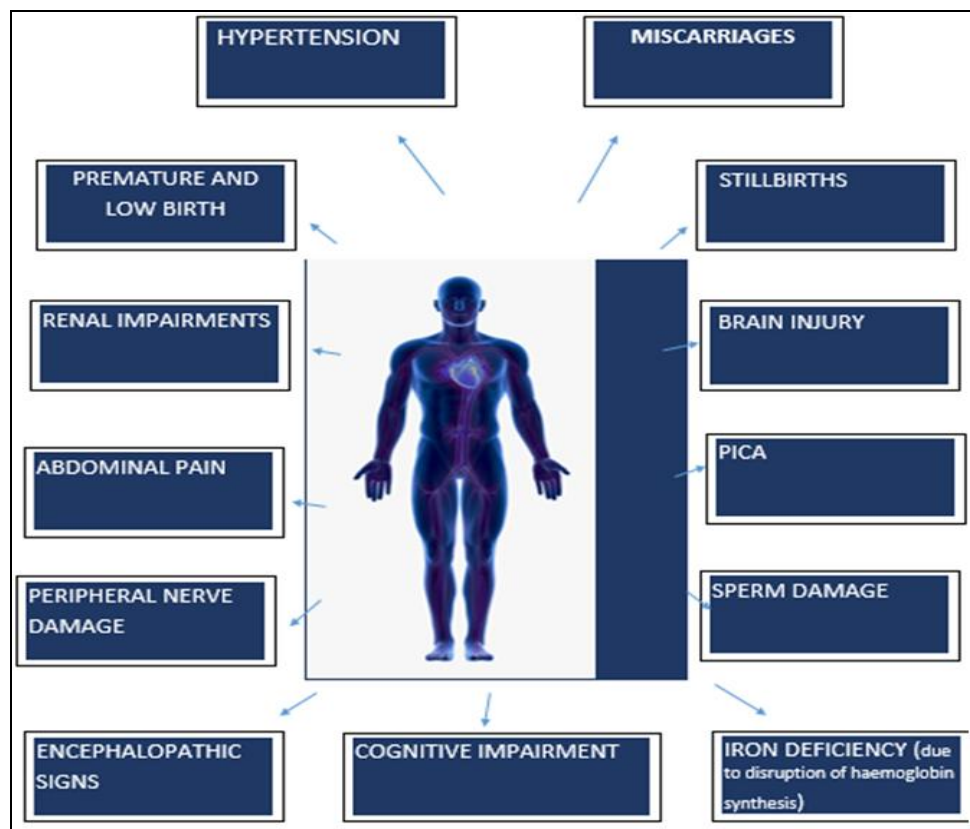 HYPERTENSION
MISCARRIAGES
PREMATURE AND
LOW BIRTH
STILLBIRTHS
RENAL IMPAIRMENTS
BRAIN INJURY
ABDOMINAL PAIN
PICA
PERIPHERAL NERVE
DAMAGE
SPERM DAMAGE
ENCEPHALOPATHIC
SIGNS
COGNITIVE IMPAIRMENT
IRON DEFICIENCY (due
to disruption of haemoglobin
synthesis)